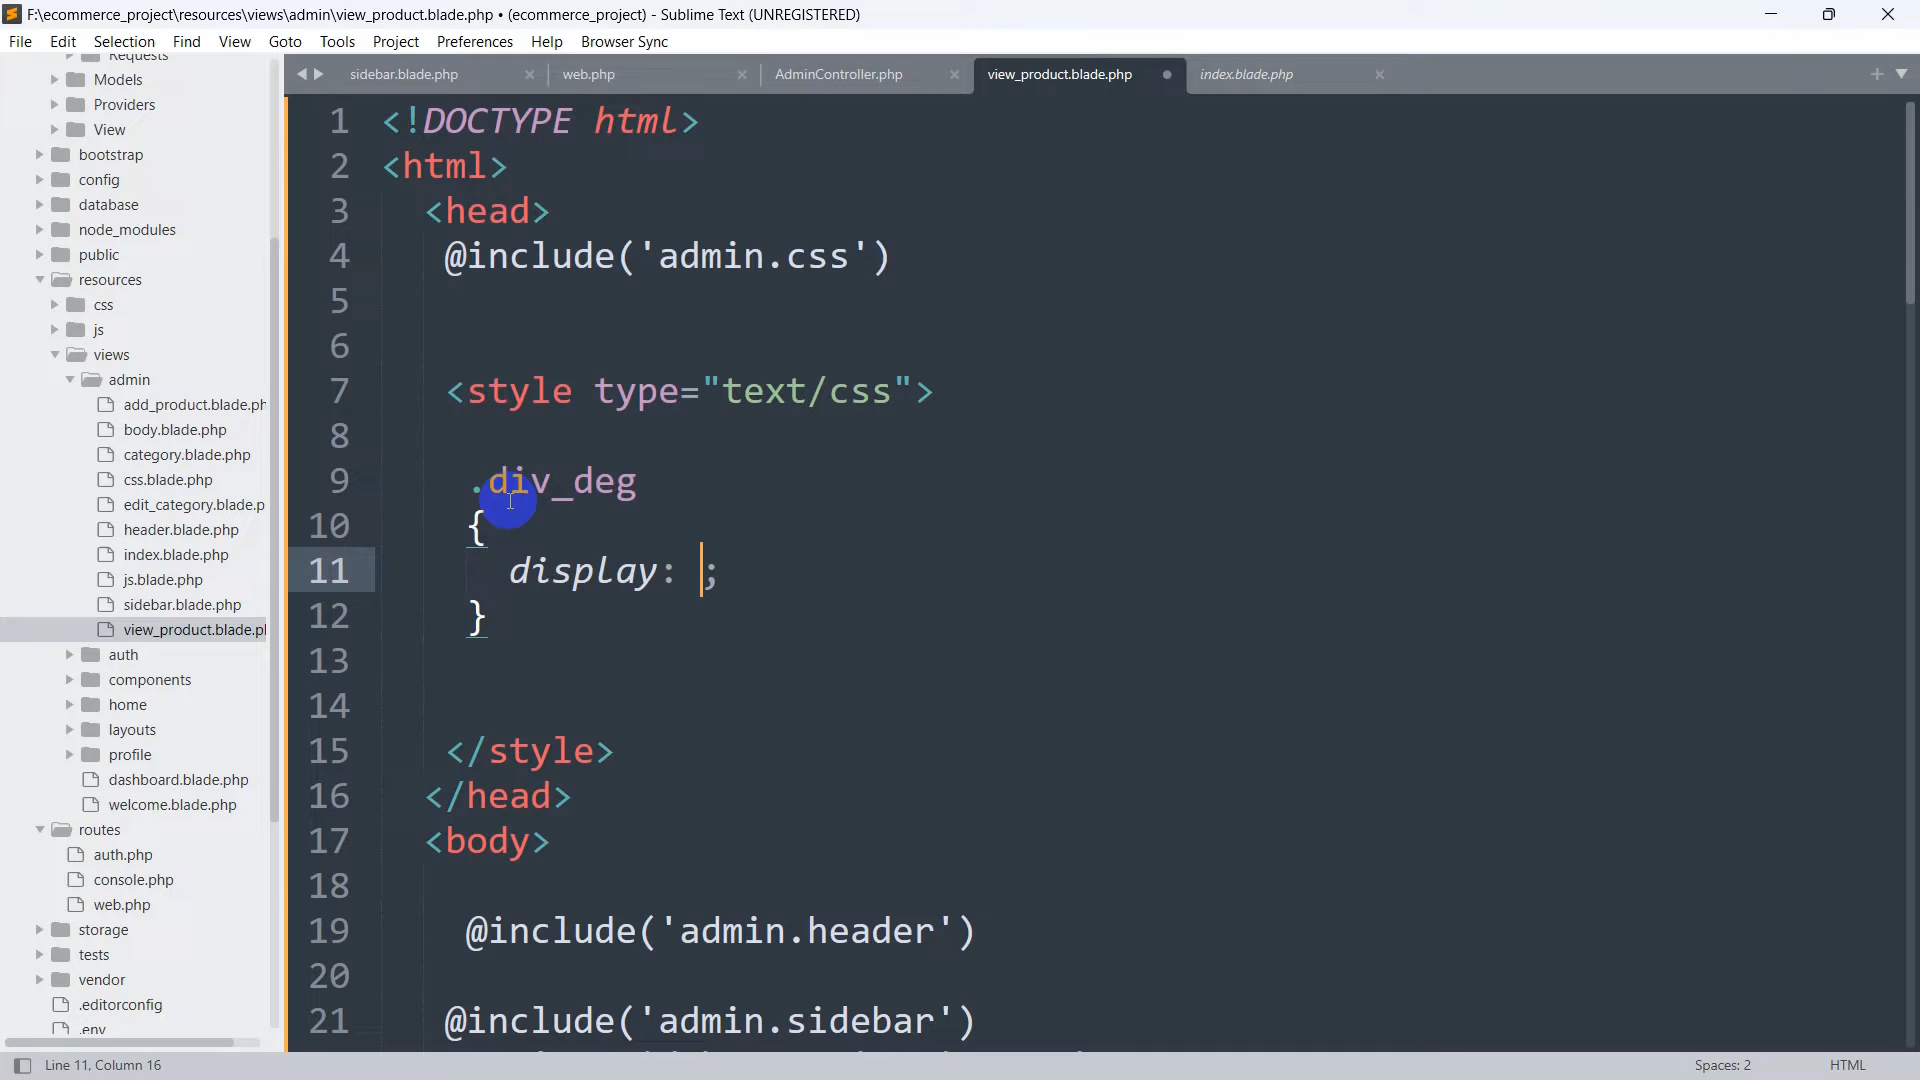 F:\ecommerce_project\resources\views\admin\view_product.blade.php • (ecommerce_project) - Sublime Text (UNREGISTERED)
File Edit Selection Find View Goto Tools Project Preferences Help Browser Sync
sidebar.blade.php web.php AdminController.php view_product.blade.php index.blade.php
Requests
Models
Providers
View
bootstrap
config
database
node_modules
public
resources
css
js
views
admin
add_product.blade.ph
body.blade.php
category.blade.php
css.blade.php
edit_category.blade.p
header.blade.php
index.blade.php
js.blade.php
sidebar.blade.php
view_product.blade.pl
auth
components
home
layouts
profile
dashboard.blade.php
welcome.blade.php
routes
auth.php
console.php
web.php
storage
tests
vendor
.editorconfig
.env
1 <!DOCTYPE html>
2 <html>
3 <head>
4 @include('admin.css')
5
6
7 <style type="text/css">
8
9 .div_deg
10 {
11 display: ;
12 }
13
14
15 </style>
16 </head>
17 <body>
18
19 @include('admin.header')
20
21 @include('admin.sidebar')
Line 11, Column 16 Spaces: 2 HTML